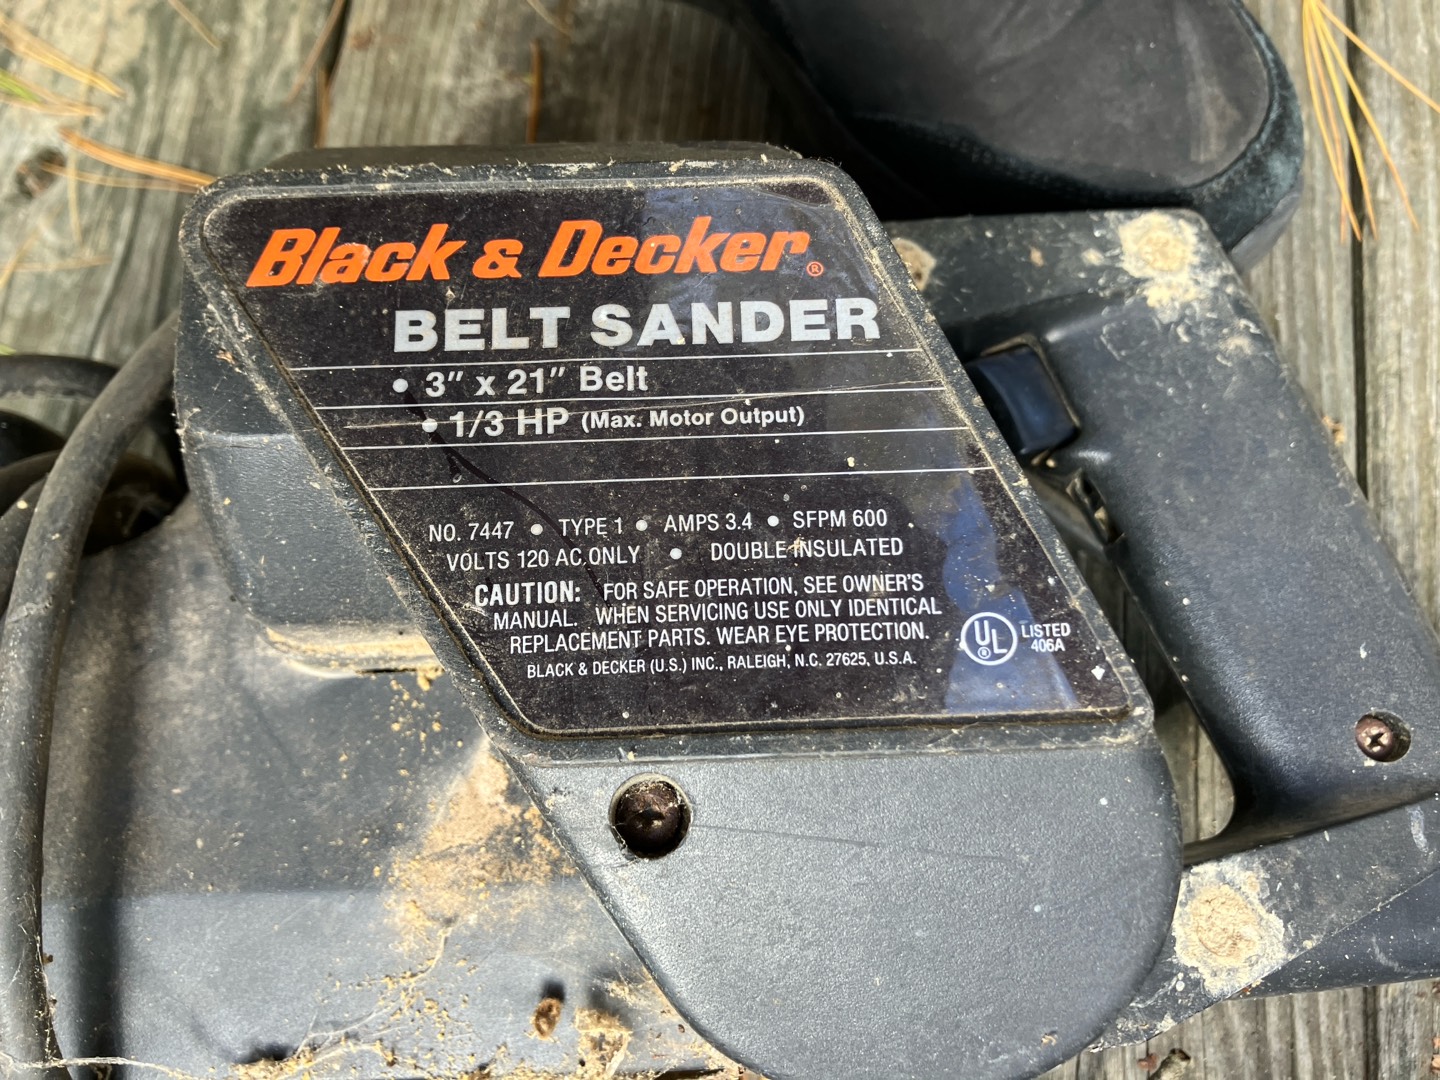 Black & Decker®
BELT SANDER
• 3" x 21" Belt
• 1/3 HP (Max. Motor Output)
NO. 7447 • TYPE 1 • AMPS 3.4 • SFPM 600
VOLTS 120 AC ONLY • DOUBLE INSULATED
CAUTION: FOR SAFE OPERATION, SEE OWNER'S
MANUAL. WHEN SERVICING USE ONLY IDENTICAL
REPLACEMENT PARTS. WEAR EYE PROTECTION.
BLACK & DECKER (U.S.) INC., RALEIGH, N.C. 27625, U.S.A.
UL® LISTED
406A